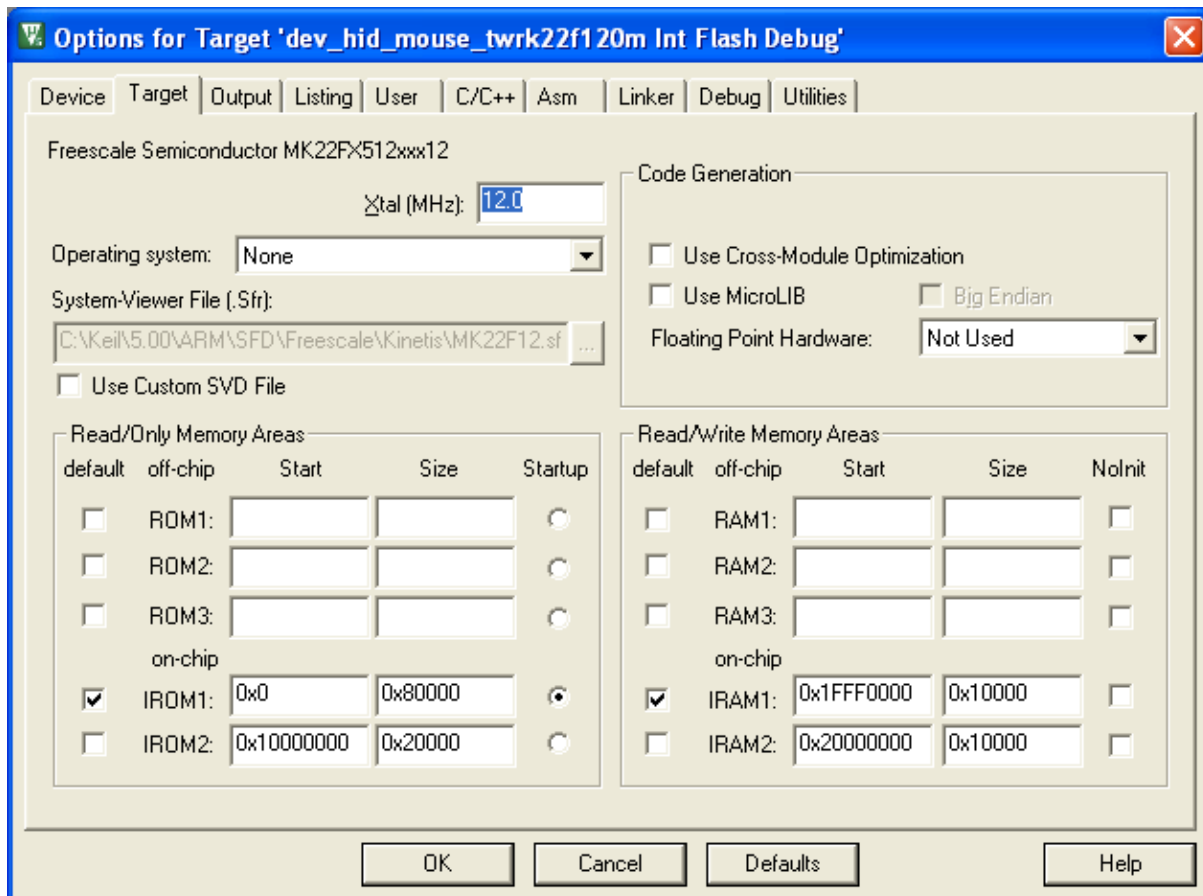 Options for Target 'dev_hid_mouse_twrk22f120m Int Flash Debug'
Device Target Output Listing User C/C++ Asm Linker Debug Utilities
Freescale Semiconductor MK22FX512xxx12
Xtal (MHz): 12.0
Operating system: None
System-Viewer File (.Sfr):
C:\Keil\5.00\ARM\SFD\Freescale\Kinetis\MK22F12.sf ...
Use Custom SVD File
Code Generation
Use Cross-Module Optimization
Use MicroLIB Big Endian
Floating Point Hardware: Not Used
Read/Only Memory Areas
default off-chip Start Size Startup
ROM1:
ROM2:
ROM3:
on-chip
IROM1: 0x0 0x80000
IROM2: 0x10000000 0x20000
Read/Write Memory Areas
default off-chip Start Size NoInit
RAM1:
RAM2:
RAM3:
on-chip
IRAM1: 0x1FFF0000 0x10000
IRAM2: 0x20000000 0x10000
OK Cancel Defaults Help